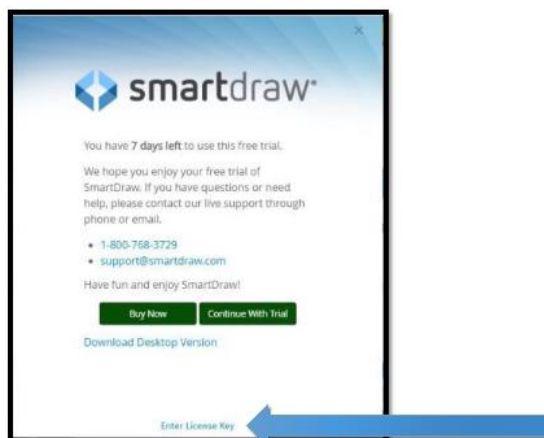 smartdraw
You have 7 days left to use this free trial.
We hope you enjoy your free trial of
SmartDraw. If you have questions or need
help, please contact our live support through
phone or email.
• 1-800-768-3729
• support@smartdraw.com
Have fun and enjoy SmartDraw!
Buy Now Continue With Trial
Download Desktop Version
Enter License Key